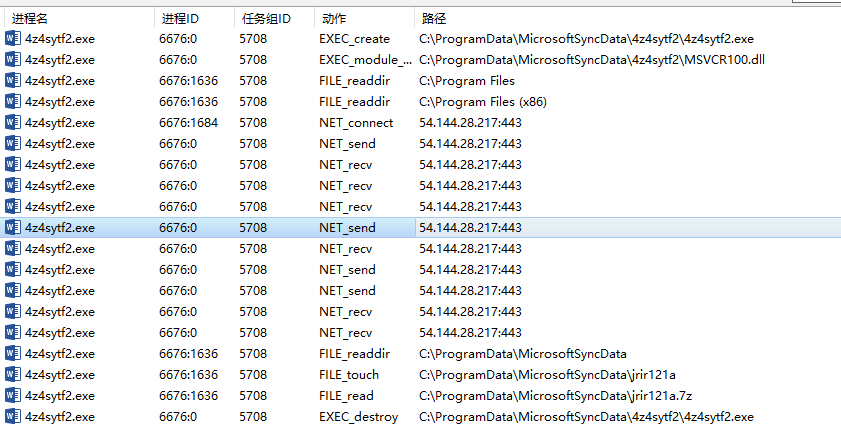 进程名 进程ID 任务组ID 动作 路径
4z4sytf2.exe 6676:0 5708 EXEC_create C:\ProgramData\MicrosoftSyncData\4z4sytf2\4z4sytf2.exe
4z4sytf2.exe 6676:0 5708 EXEC_module_... C:\ProgramData\MicrosoftSyncData\4z4sytf2\MSVCR100.dll
4z4sytf2.exe 6676:1636 5708 FILE_readdir C:\Program Files
4z4sytf2.exe 6676:1636 5708 FILE_readdir C:\Program Files (x86)
4z4sytf2.exe 6676:1684 5708 NET_connect 54.144.28.217:443
4z4sytf2.exe 6676:0 5708 NET_send 54.144.28.217:443
4z4sytf2.exe 6676:0 5708 NET_recv 54.144.28.217:443
4z4sytf2.exe 6676:0 5708 NET_recv 54.144.28.217:443
4z4sytf2.exe 6676:0 5708 NET_recv 54.144.28.217:443
4z4sytf2.exe 6676:0 5708 NET_send 54.144.28.217:443
4z4sytf2.exe 6676:0 5708 NET_recv 54.144.28.217:443
4z4sytf2.exe 6676:0 5708 NET_send 54.144.28.217:443
4z4sytf2.exe 6676:0 5708 NET_send 54.144.28.217:443
4z4sytf2.exe 6676:0 5708 NET_recv 54.144.28.217:443
4z4sytf2.exe 6676:0 5708 NET_recv 54.144.28.217:443
4z4sytf2.exe 6676:1636 5708 FILE_readdir C:\ProgramData\MicrosoftSyncData
4z4sytf2.exe 6676:1636 5708 FILE_touch C:\ProgramData\MicrosoftSyncData\jrir121a
4z4sytf2.exe 6676:1636 5708 FILE_read C:\ProgramData\MicrosoftSyncData\jrir121a.7z
4z4sytf2.exe 6676:0 5708 EXEC_destroy C:\ProgramData\MicrosoftSyncData\4z4sytf2\4z4sytf2.exe